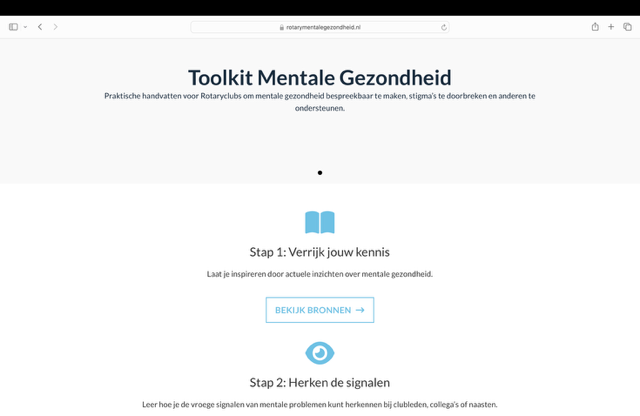 rotarymentalegezondheid.nl
Toolkit Mentale Gezondheid
Praktische handvatten voor Rotaryclubs om mentale gezondheid bespreekbaar te maken, stigma's te doorbreken en anderen te
ondersteunen.
Stap 1: Verrijk jouw kennis
Laat je inspireren door actuele inzichten over mentale gezondheid.
BEKIJK BRONNEN →
Stap 2: Herken de signalen
Leer hoe je de vroege signalen van mentale problemen kunt herkennen bij clubleden, collega's of naasten.